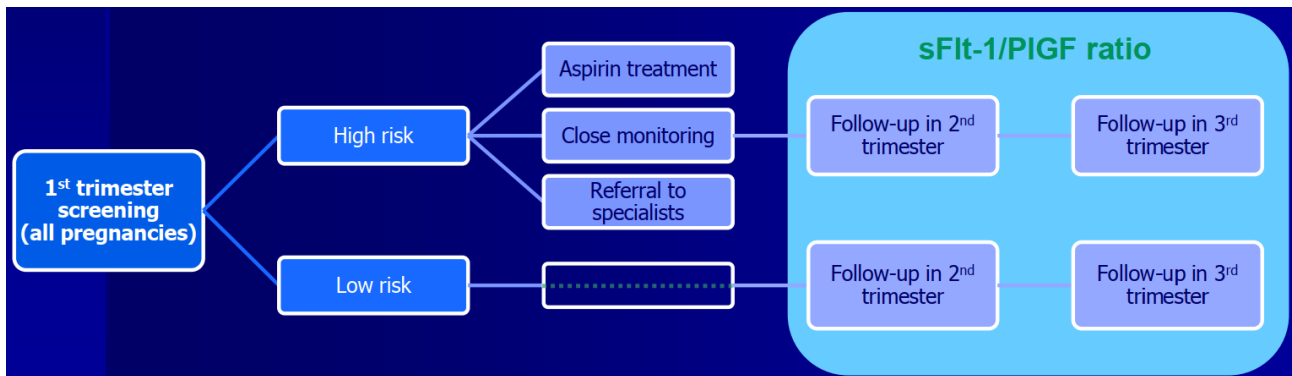 sFlt-1/PlGF ratio
1st trimester
screening
(all pregnancies)
High risk
Low risk
Aspirin treatment
Close monitoring
Referral to
specialists
Follow-up in 2nd
trimester
Follow-up in 3rd
trimester
Follow-up in 2nd
trimester
Follow-up in 3rd
trimester